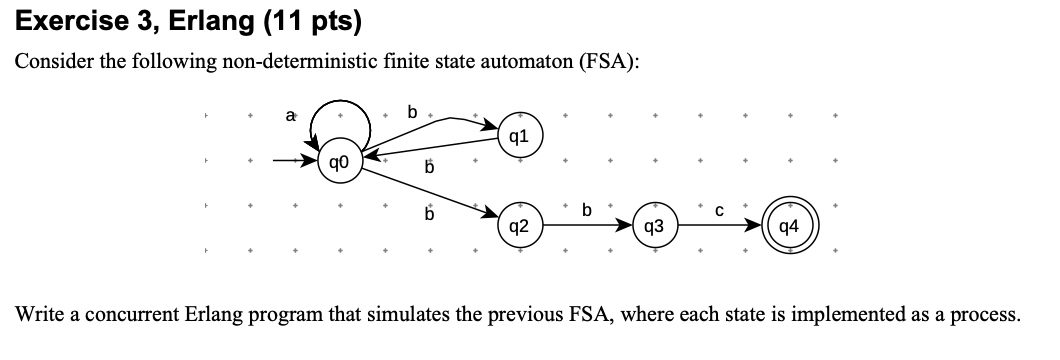 Exercise 3, Erlang (11 pts)
Consider the following non-deterministic finite state automaton (FSA):
a
b
q1
q0
b
b
b
c
q2
q3
q4
Write a concurrent Erlang program that simulates the previous FSA, where each state is implemented as a process.